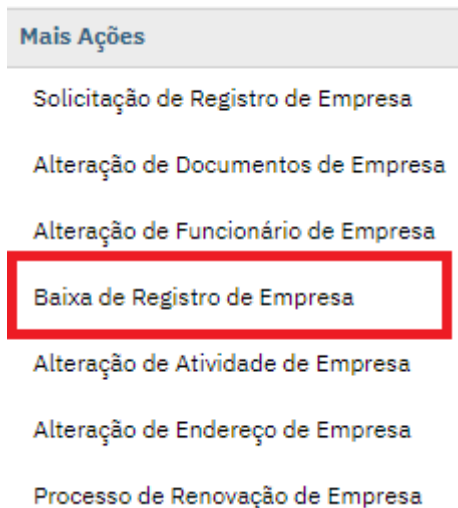 Mais Ações
Solicitação de Registro de Empresa
Alteração de Documentos de Empresa
Alteração de Funcionário de Empresa
Baixa de Registro de Empresa
Alteração de Atividade de Empresa
Alteração de Endereço de Empresa
Processo de Renovação de Empresa